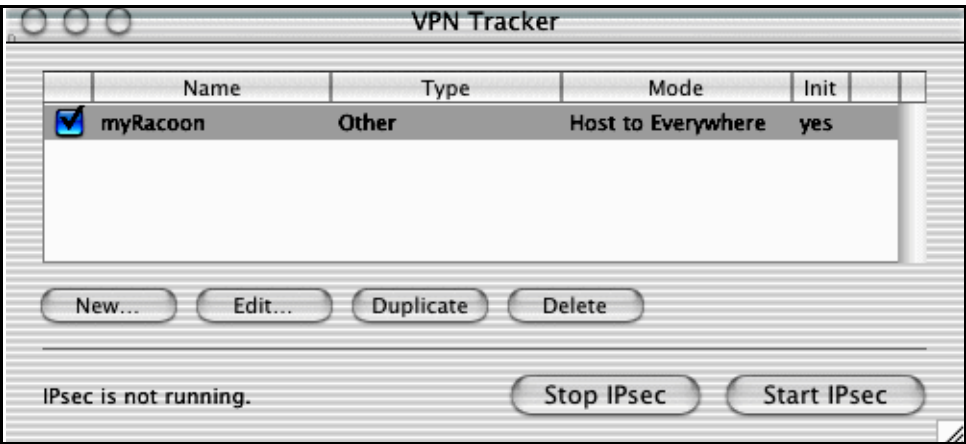 VPN Tracker
Name Type Mode Init
myRacoon Other Host to Everywhere yes
New... Edit... Duplicate Delete
IPsec is not running. Stop IPsec Start IPsec